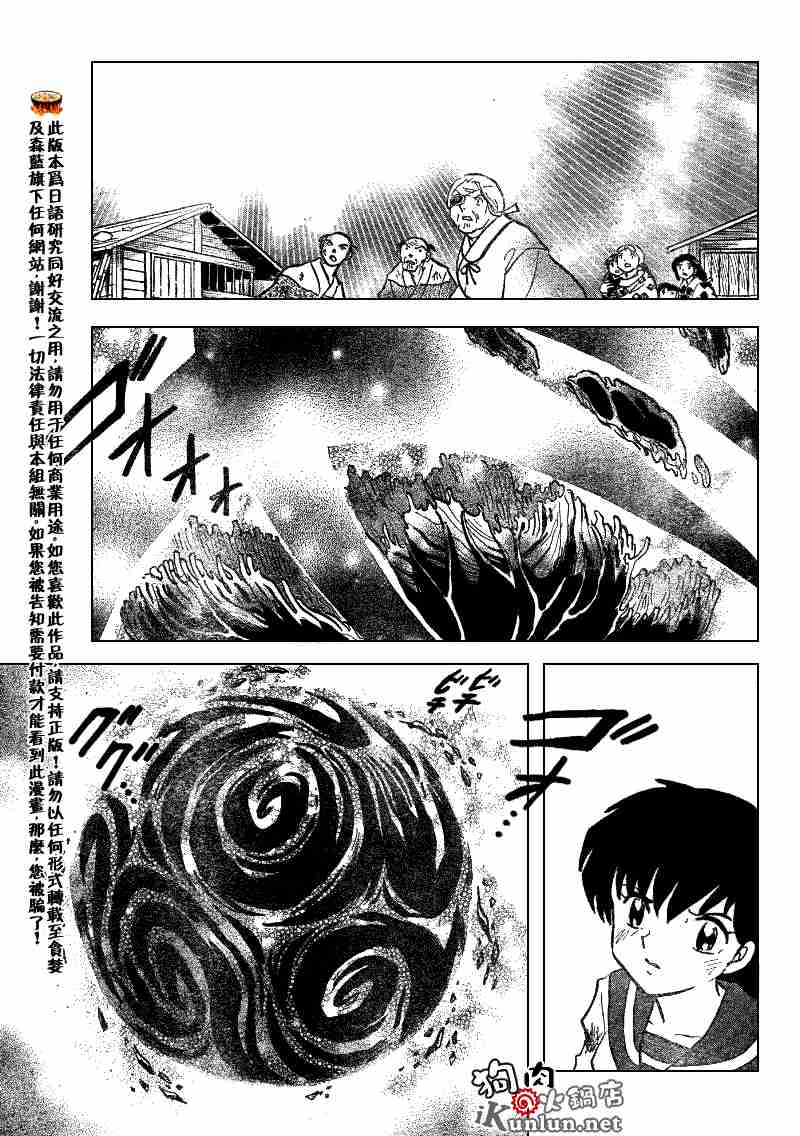 此版本爲日語研究同好交流之用，請勿用于任何商業用途。如您喜歡此作品，請支持正版！請勿以任何形式轉載至貪婪
及森藍旗下任何網站，謝謝！一切法律責任與本組無關。如果您被告知需要付款才能看到此漫畫，那麼，您被騙了！
ゴオオ
ゴゴ…
ビチ
ビチ
ググ…
狗肉火鍋店
iKunlun.net